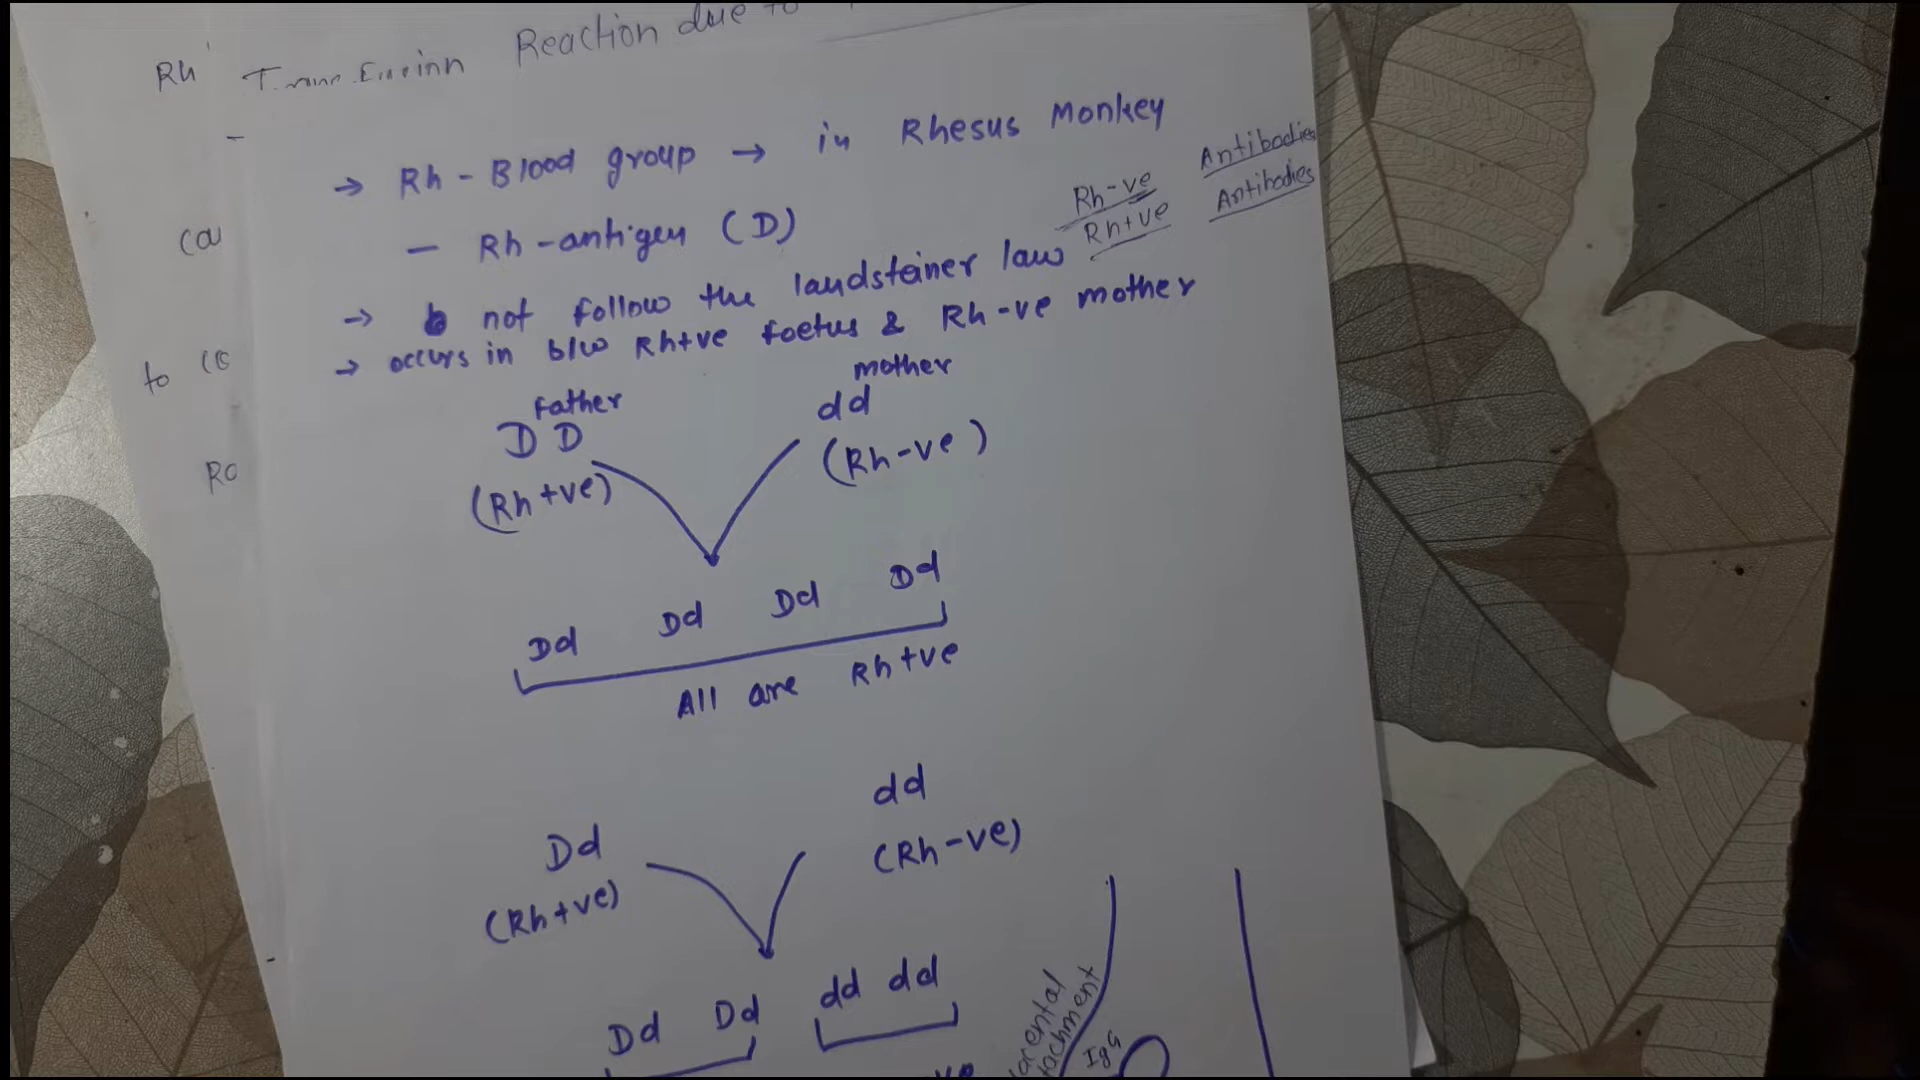 Rh
Reaction due to
→ Rh - Blood group → in Rhesus Monkey
Rh-ve Antibodies
Rh+ve Antibodies
- Rh-antigen (D)
→ not follow the landsteiner law
→ occurs in b/w Rh+ve foetus & Rh-ve mother
to
Father mother
DD dd
(Rh+ve) (Rh-ve)
Dd Dd Dd Dd
All are Rh+ve
Dd dd
(Rh+ve) (Rh-ve)
Dd Dd dd dd
IgG